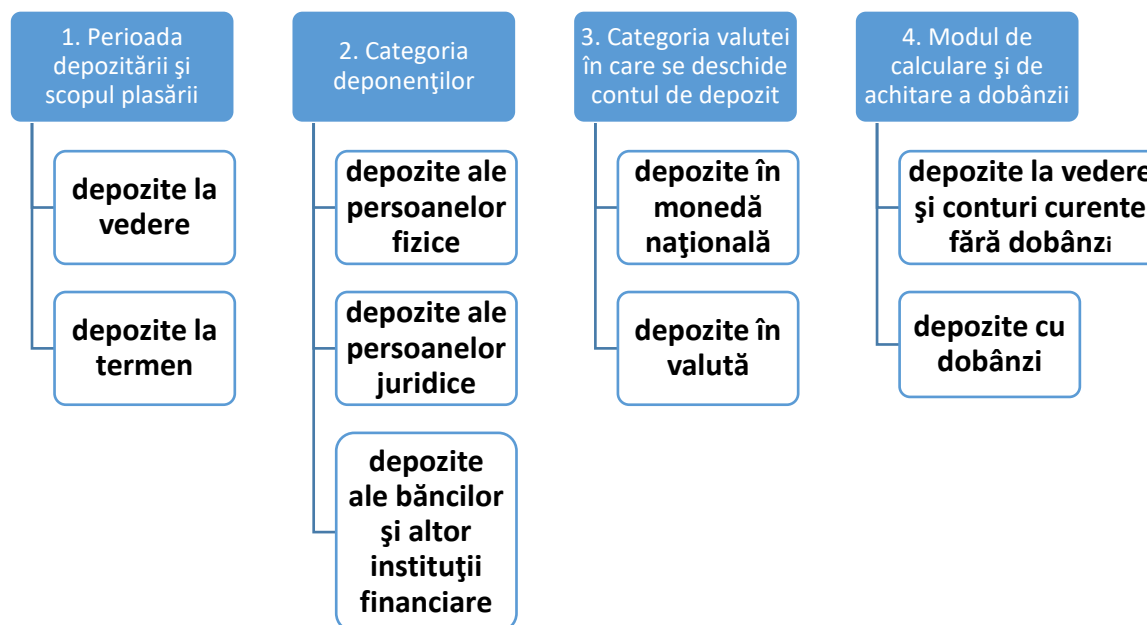 1. Perioada
depozitării şi
scopul plasării
depozite la
vedere
depozite la
termen
2. Categoria
deponenţilor
depozite ale
persoanelor
fizice
depozite ale
persoanelor
juridice
depozite
ale băncilor
şi altor
instituţii
financiare
3. Categoria valutei
în care se deschide
contul de depozit
depozite în
monedă
naţională
depozite în
valută
4. Modul de
calculare şi de
achitare a dobânzii
depozite la vedere
şi conturi curente
fără dobânzi
depozite cu
dobânzi